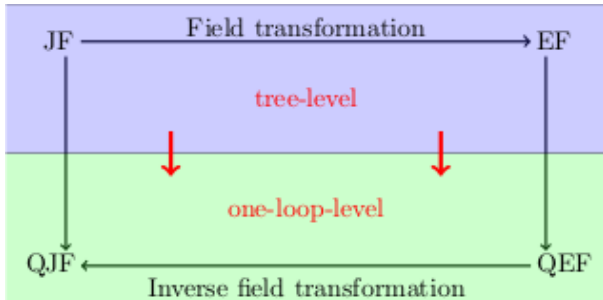 Field transformation
JF EF
tree-level
one-loop-level
QJF QEF
Inverse field transformation